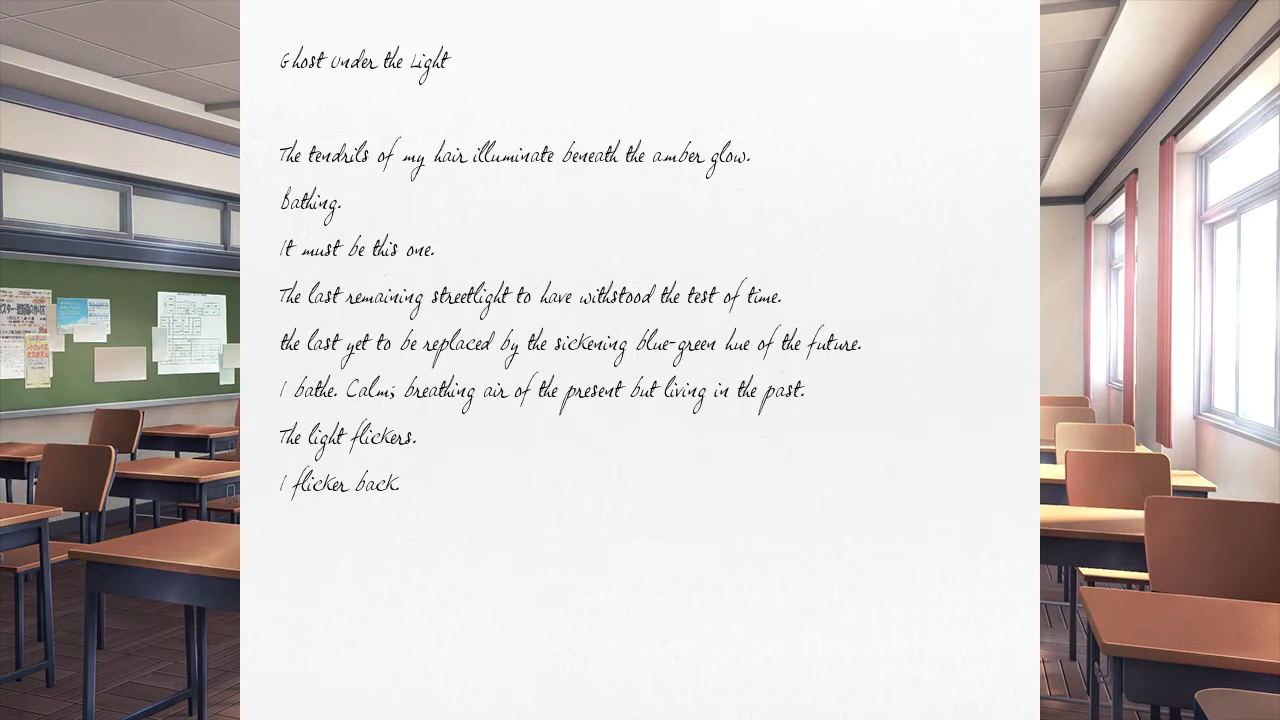 Ghost Under the Light
The tendrils of my hair illuminate beneath the amber glow.
Bathing.
It must be this one.
The last remaining streetlight to have withstood the test of time.
the last yet to be replaced by the sickening blue-green hue of the future.
I bathe. Calm; breathing air of the present but living in the past.
The light flickers.
I flicker back.